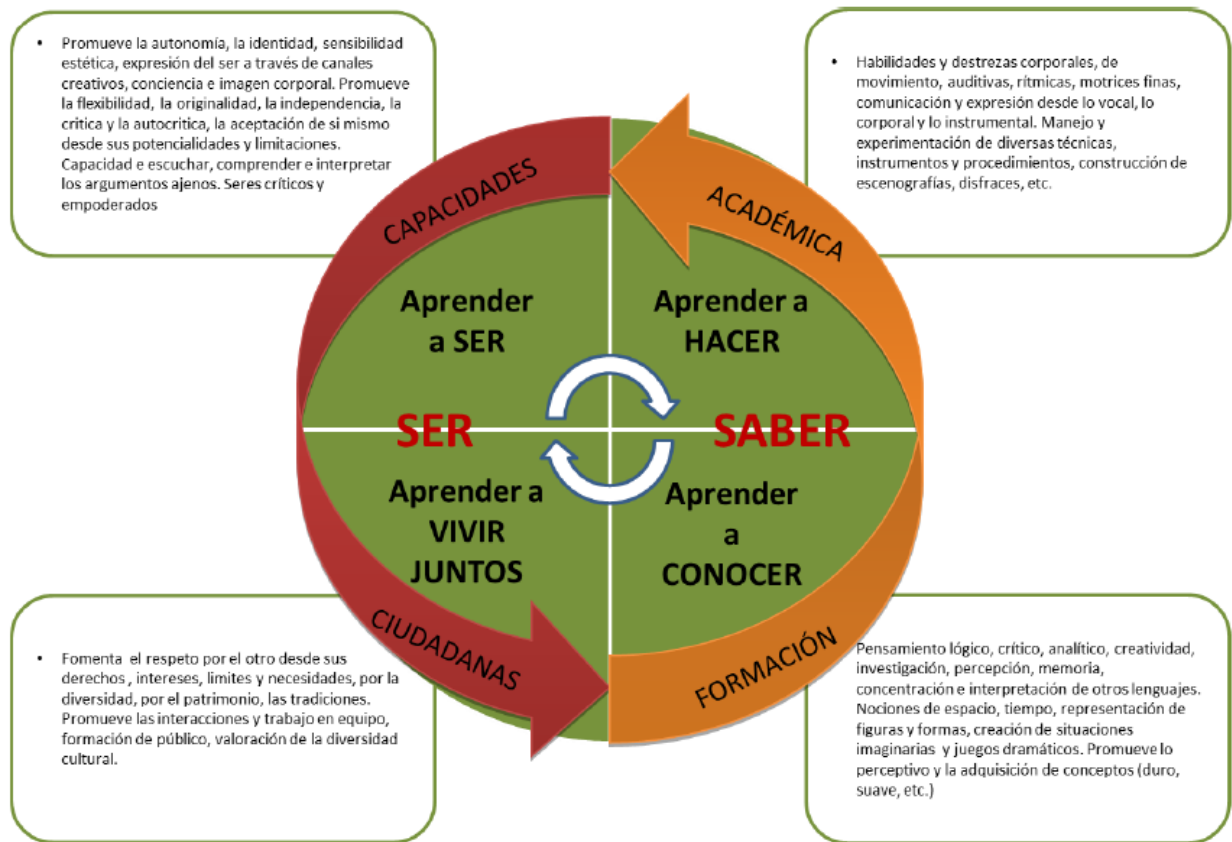 • Promueve la autonomía, la identidad, sensibilidad
estética, expresión del ser a través de canales
creativos, conciencia e imagen corporal. Promueve
la flexibilidad, la originalidad, la independencia, la
critica y la autocritica, la aceptación de si mismo
desde sus potencialidades y limitaciones.
Capacidad e escuchar, comprender e interpretar
los argumentos ajenos. Seres críticos y
empoderados
• Habilidades y destrezas corporales, de
movimiento, auditivas, rítmicas, motrices finas,
comunicación y expresión desde lo vocal, lo
corporal y lo instrumental. Manejo y
experimentación de diversas técnicas,
instrumentos y procedimientos, construcción de
escenografías, disfraces, etc.
CAPACIDADES
ACADÉMICA
Aprender
a SER
Aprender a
HACER
SER
SABER
Aprender a
VIVIR
JUNTOS
Aprender
a
CONOCER
CIUDADANAS
FORMACIÓN
• Fomenta el respeto por el otro desde sus
derechos , intereses, limites y necesidades, por la
diversidad, por el patrimonio, las tradiciones.
Promueve las interacciones y trabajo en equipo,
formación de público, valoración de la diversidad
cultural.
Pensamiento lógico, crítico, analítico, creatividad,
investigación, percepción, memoria,
concentración e interpretación de otros lenguajes.
Nociones de espacio, tiempo, representación de
figuras y formas, creación de situaciones
imaginarias y juegos dramáticos. Promueve lo
perceptivo y la adquisición de conceptos (duro,
suave, etc.)